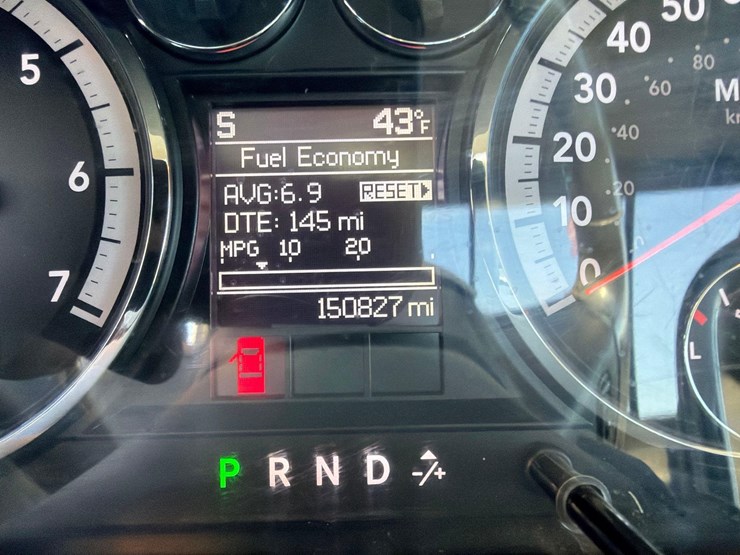 S 43°F
Fuel Economy
AVG:6.9 RESET
DTE: 145 mi
MPG 10 20
150827 mi
P R N D -/+
5
6
7
50
40
30
20
10
0
80
60
40
20
M
L